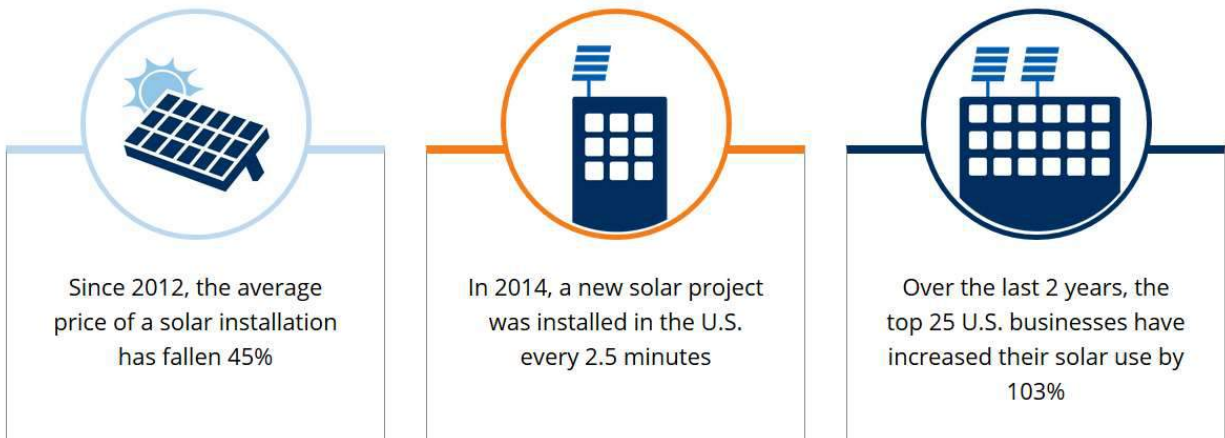 Since 2012, the average
price of a solar installation
has fallen 45%
In 2014, a new solar project
was installed in the U.S.
every 2.5 minutes
Over the last 2 years, the
top 25 U.S. businesses have
increased their solar use by
103%